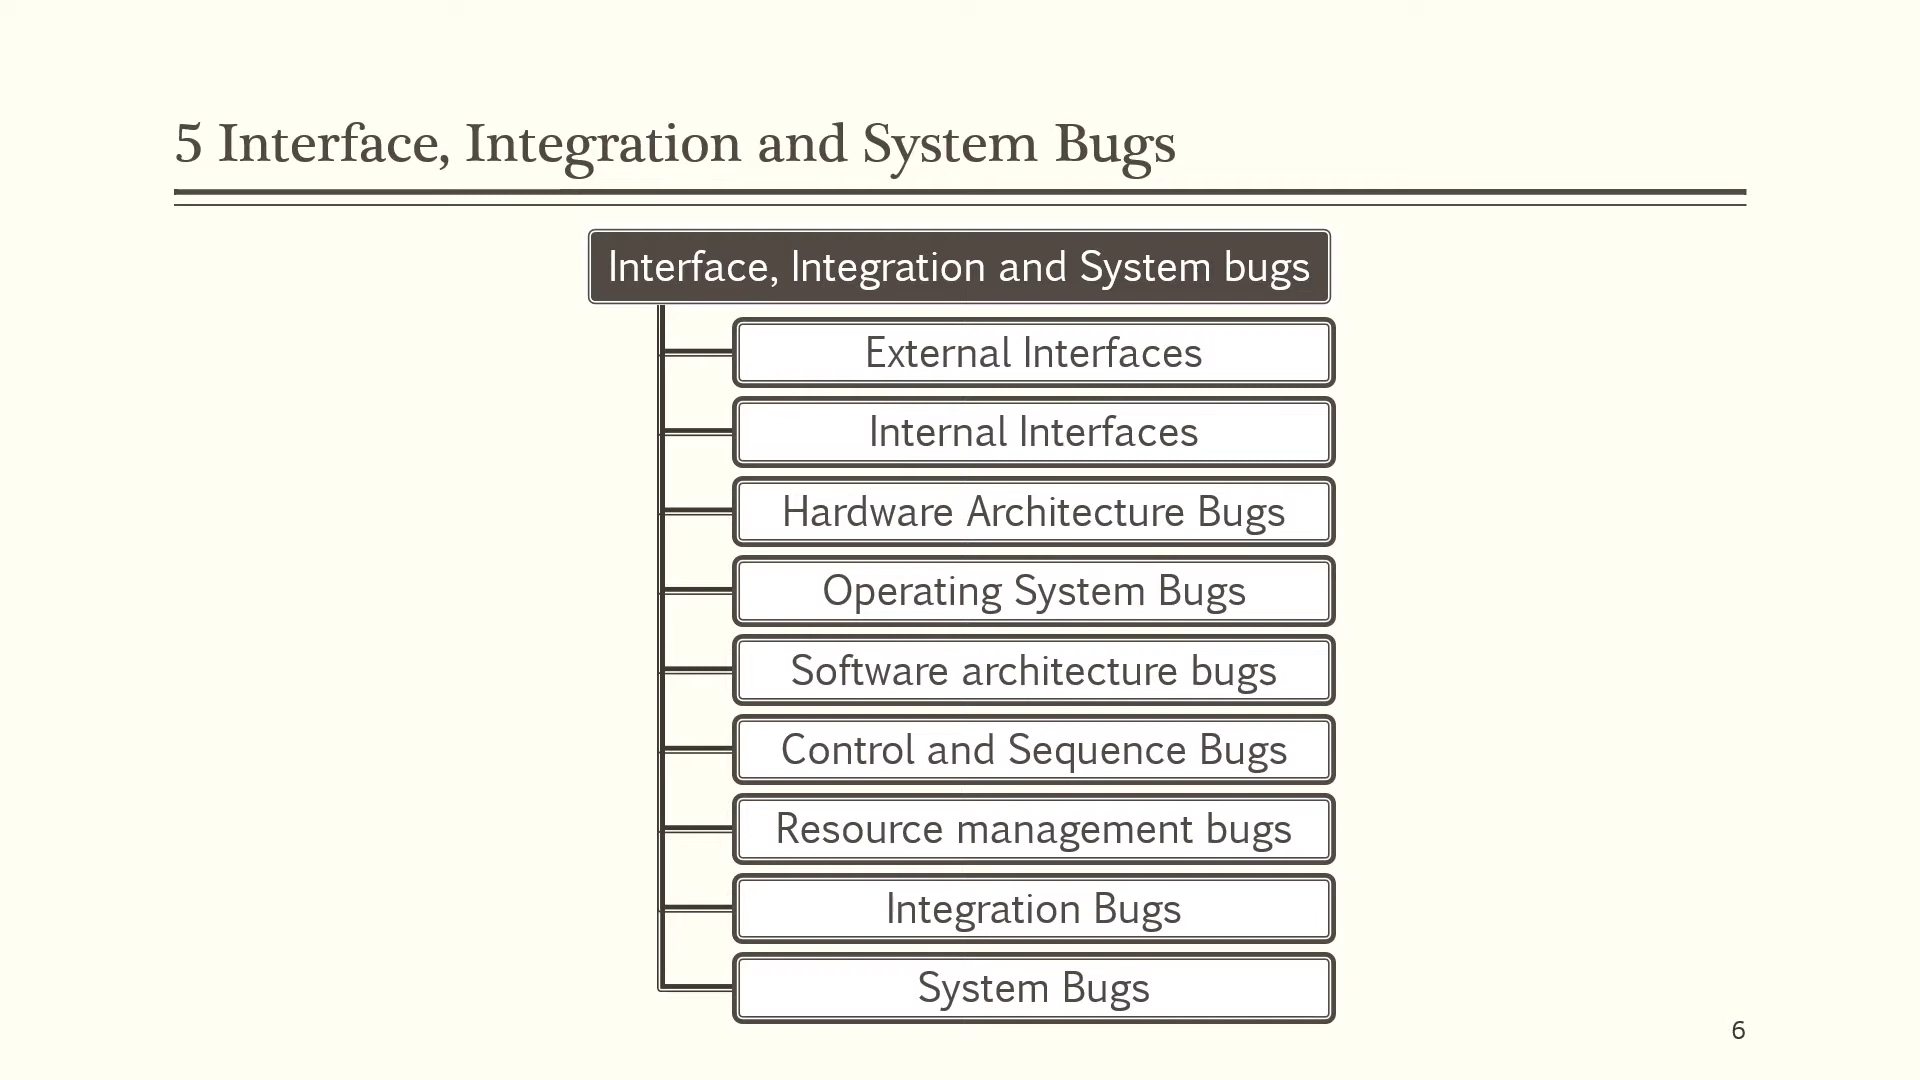 5 Interface, Integration and System Bugs
Interface, Integration and System bugs
External Interfaces
Internal Interfaces
Hardware Architecture Bugs
Operating System Bugs
Software architecture bugs
Control and Sequence Bugs
Resource management bugs
Integration Bugs
System Bugs
6